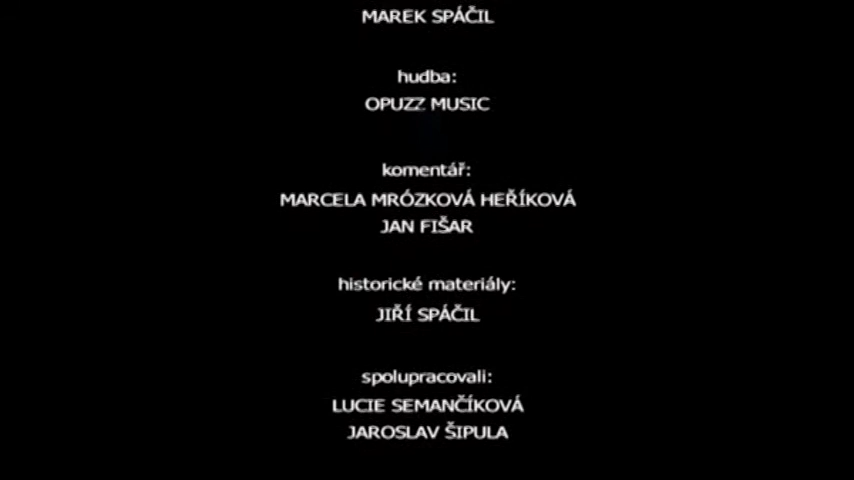 MAREK SPÁČIL
hudba:
OPUZZ MUSIC
komentář:
MARCELA MRÓZKOVÁ HEŘÍKOVÁ
JAN FIŠAR
historické materiály:
JIŘÍ SPÁČIL
spolupracovali:
LUCIE SEMANČÍKOVÁ
JAROSLAV ŠIPULA